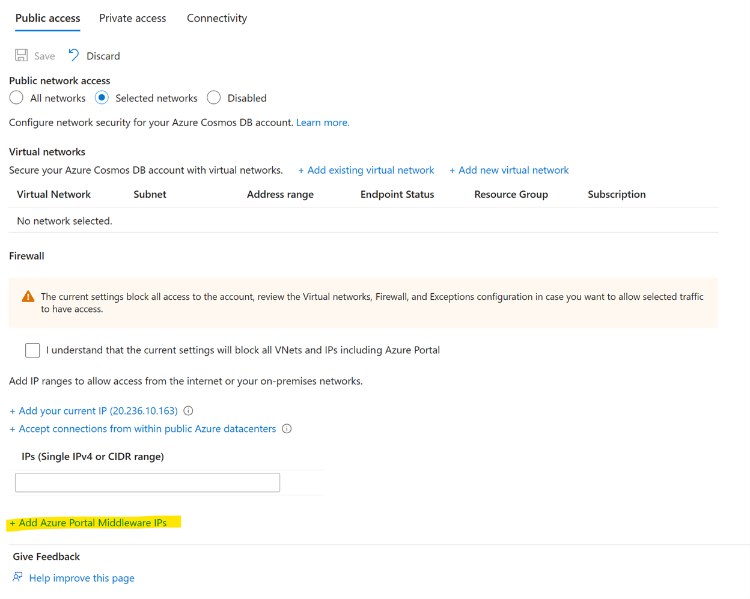 Public access Private access Connectivity
Save Discard
Public network access
All networks Selected networks Disabled
Configure network security for your Azure Cosmos DB account. Learn more.
Virtual networks
Secure your Azure Cosmos DB account with virtual networks. + Add existing virtual network + Add new virtual network
Virtual Network Subnet Address range Endpoint Status Resource Group Subscription
No network selected.
Firewall
The current settings block all access to the account, review the Virtual networks, Firewall, and Exceptions configuration in case you want to allow selected traffic
to have access.
I understand that the current settings will block all VNets and IPs including Azure Portal
Add IP ranges to allow access from the internet or your on-premises networks.
+ Add your current IP (20.236.10.163)
+ Accept connections from within public Azure datacenters
IPs (Single IPv4 or CIDR range)
+ Add Azure Portal Middleware IPs
Give Feedback
Help improve this page